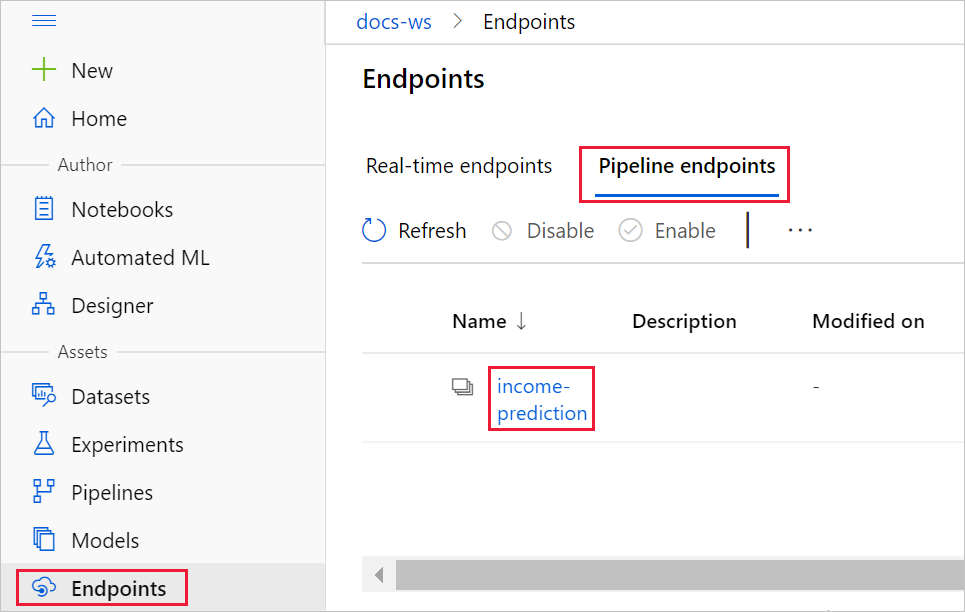 New
Home
Author
Notebooks
Automated ML
Designer
Assets
Datasets
Experiments
Pipelines
Models
Endpoints
docs-ws > Endpoints
Endpoints
Real-time endpoints Pipeline endpoints
Refresh Disable Enable ...
Name ↓ Description Modified on
income- -
prediction